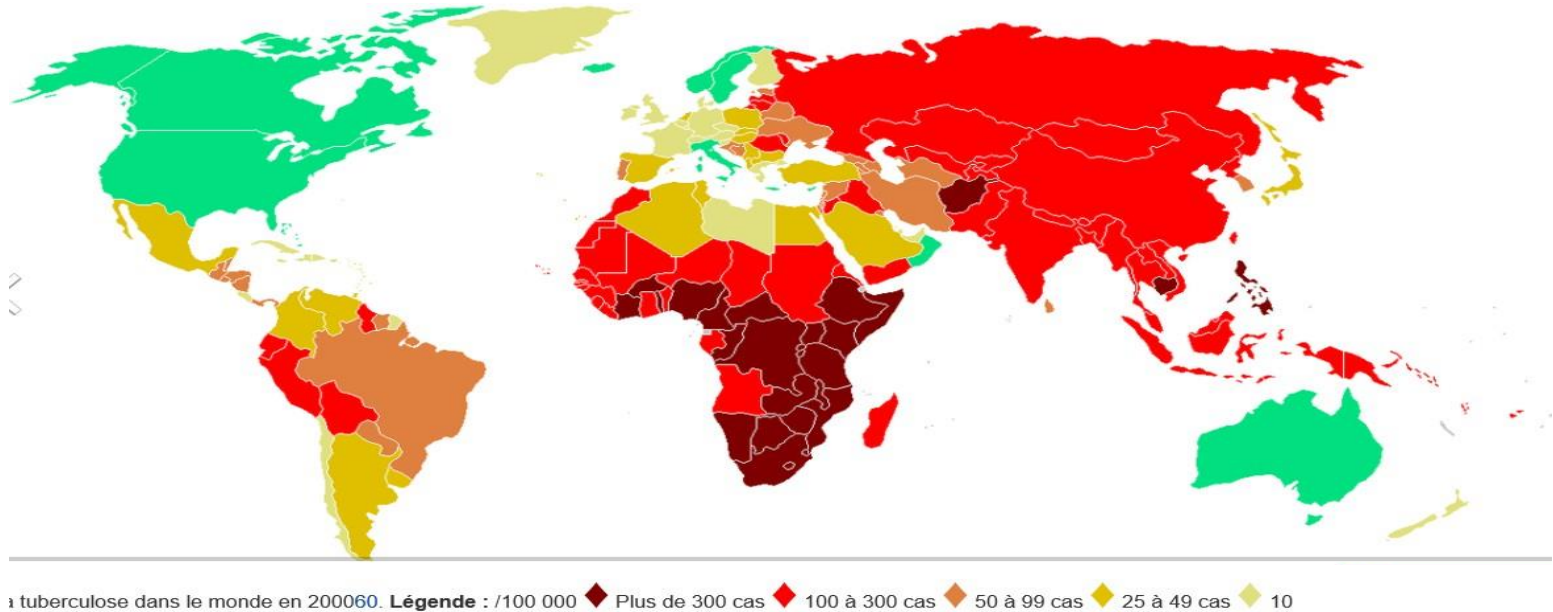 a tuberculose dans le monde en 200060. Légende : /100 000 Plus de 300 cas 100 à 300 cas 50 à 99 cas 25 à 49 cas 10